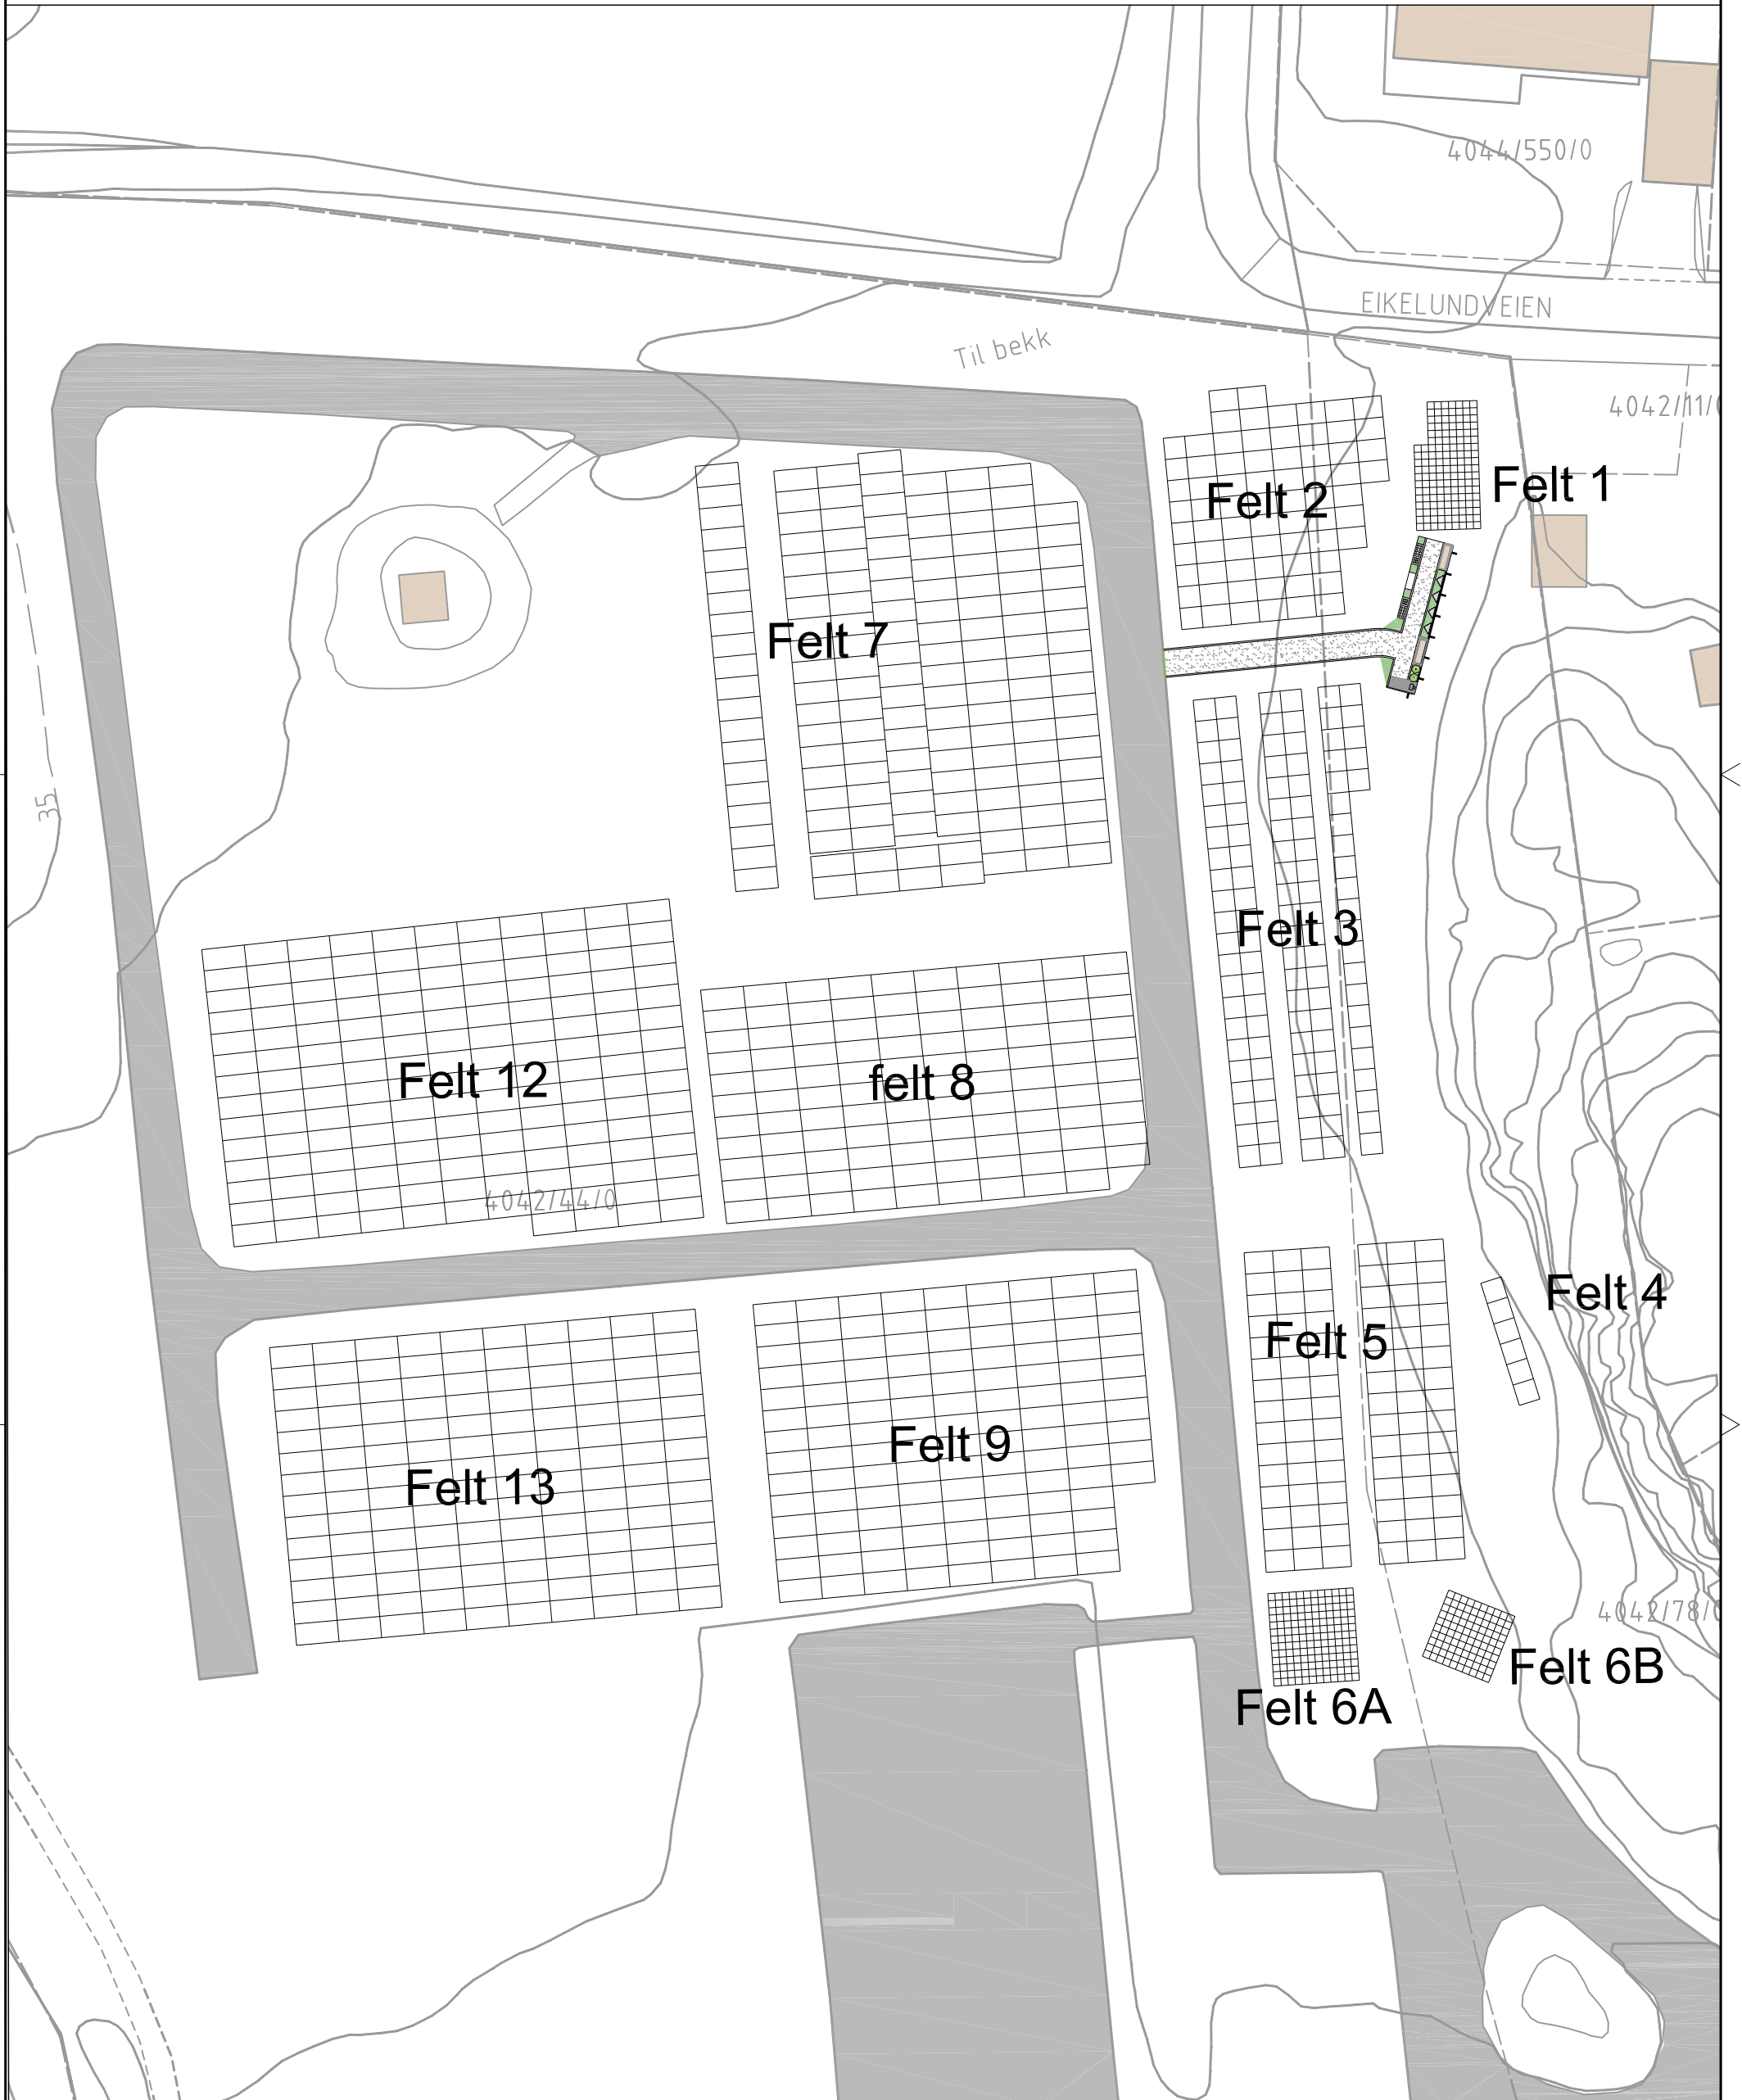 4044/550/0
EIKELUNDVEIEN
Til bekk
4042/11/
Felt 1
Felt 2
Felt 7
35
Felt 3
Felt 12
felt 8
4042/44/0
Felt 4
Felt 5
Felt 9
Felt 13
4042/78/
Felt 6B
Felt 6A